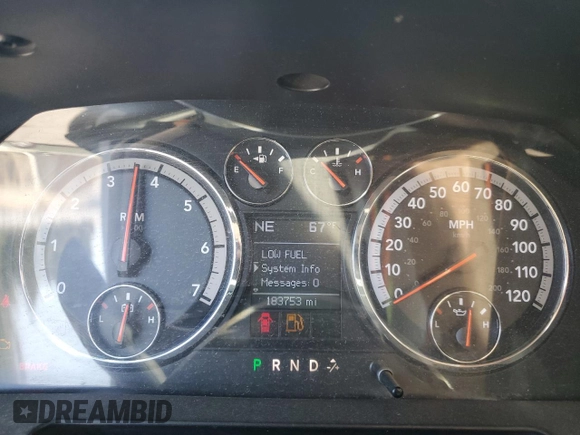 0 1 2 3 4 5 6 7
RPM
L H
E F
C H
NE 67
LOW FUEL
System Info
Messages: 0
183753 mi
P R N D
0 10 20 30 40 50 60 70 80 90 100 110 120
MPH
L H
DREAMBID